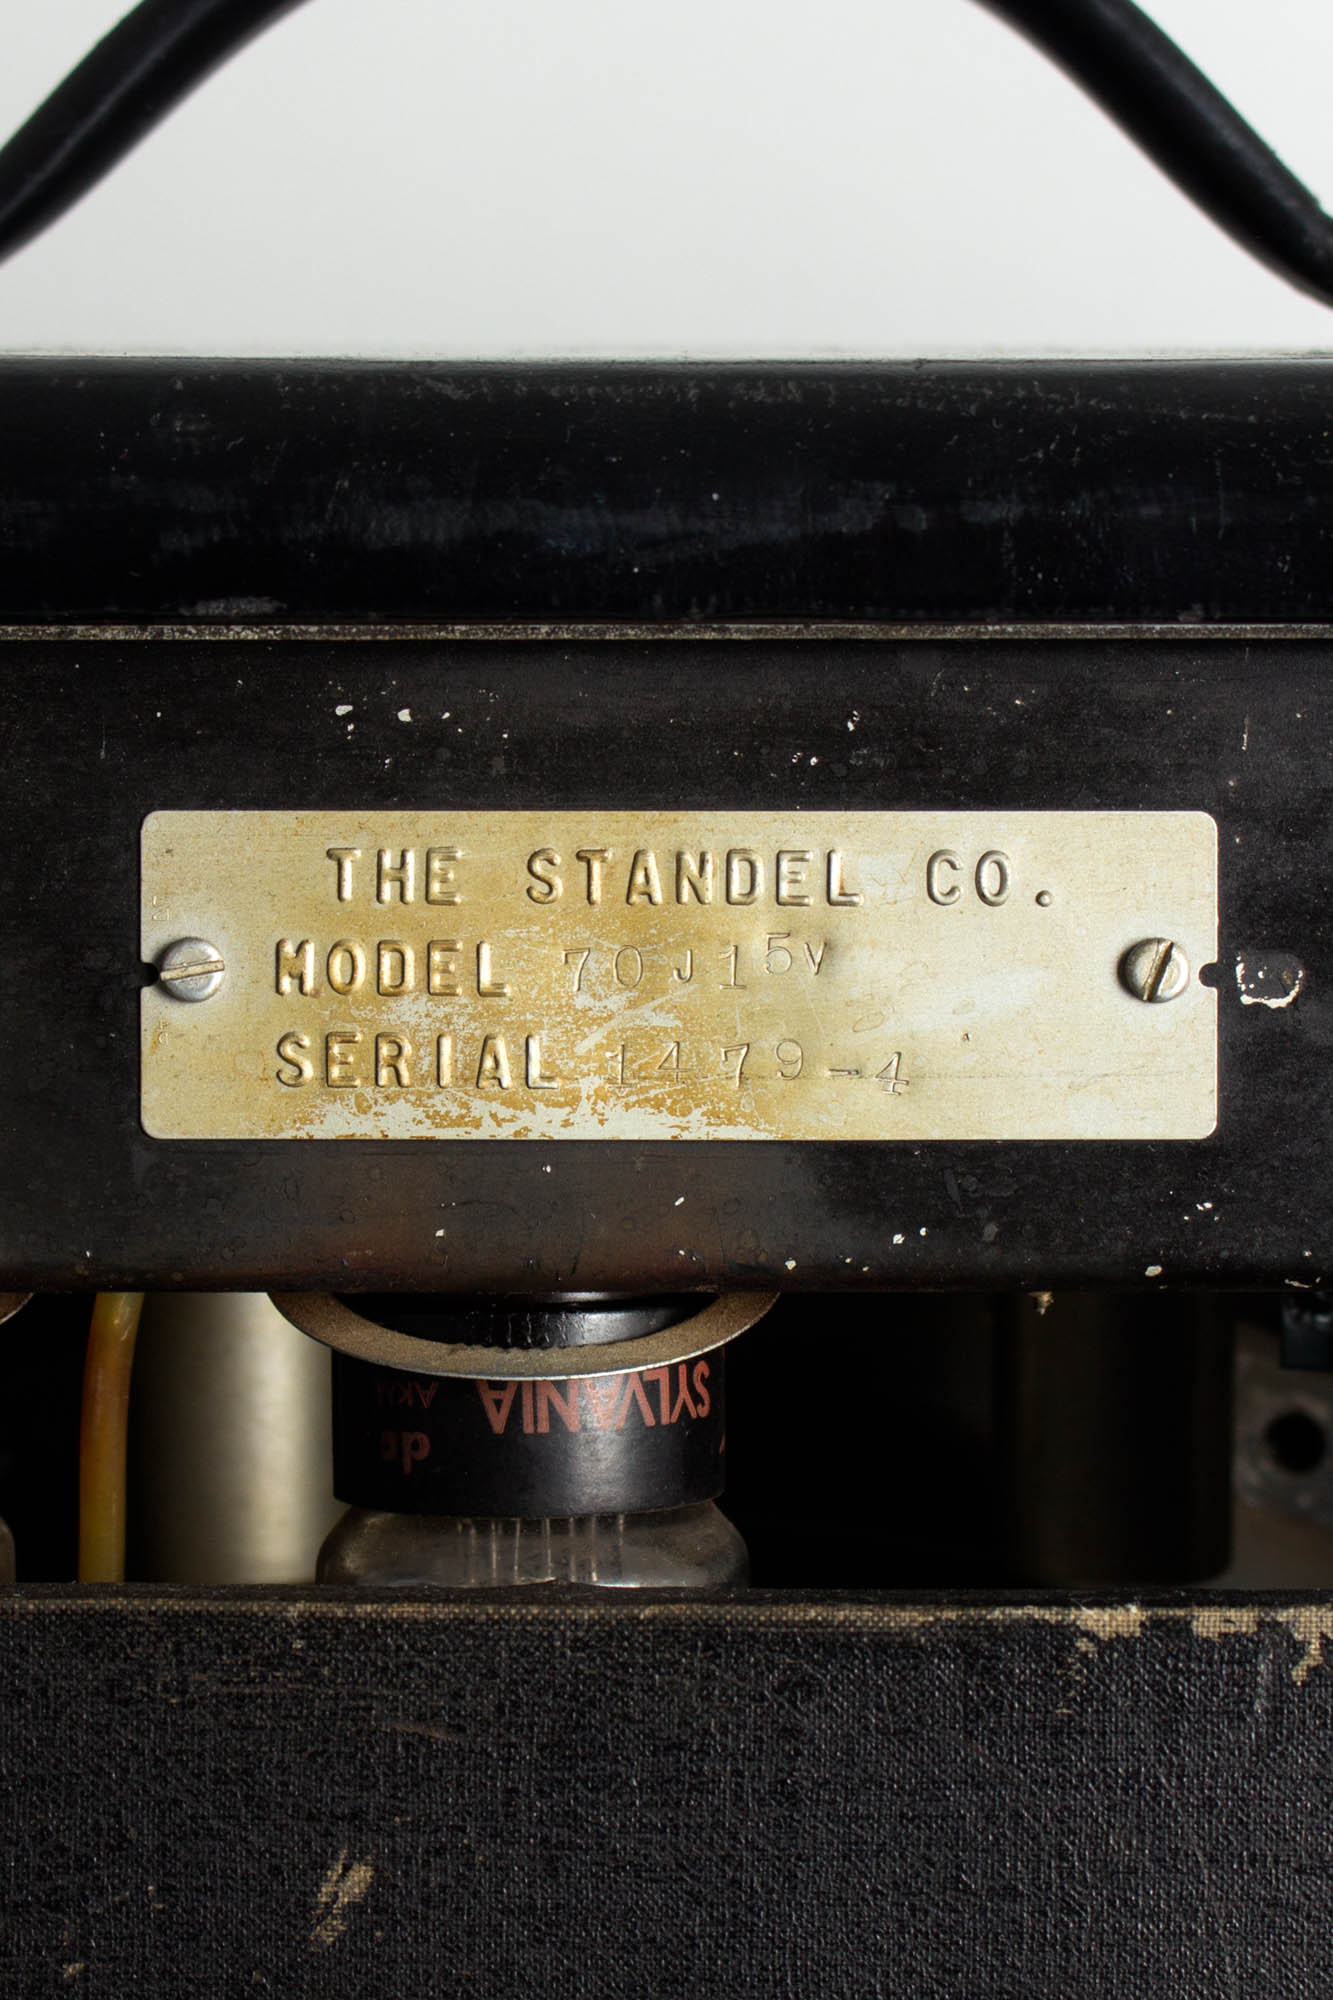 THE STANDEL CO.
MODEL 70J15V
SERIAL 1479-4
SYLVANIA